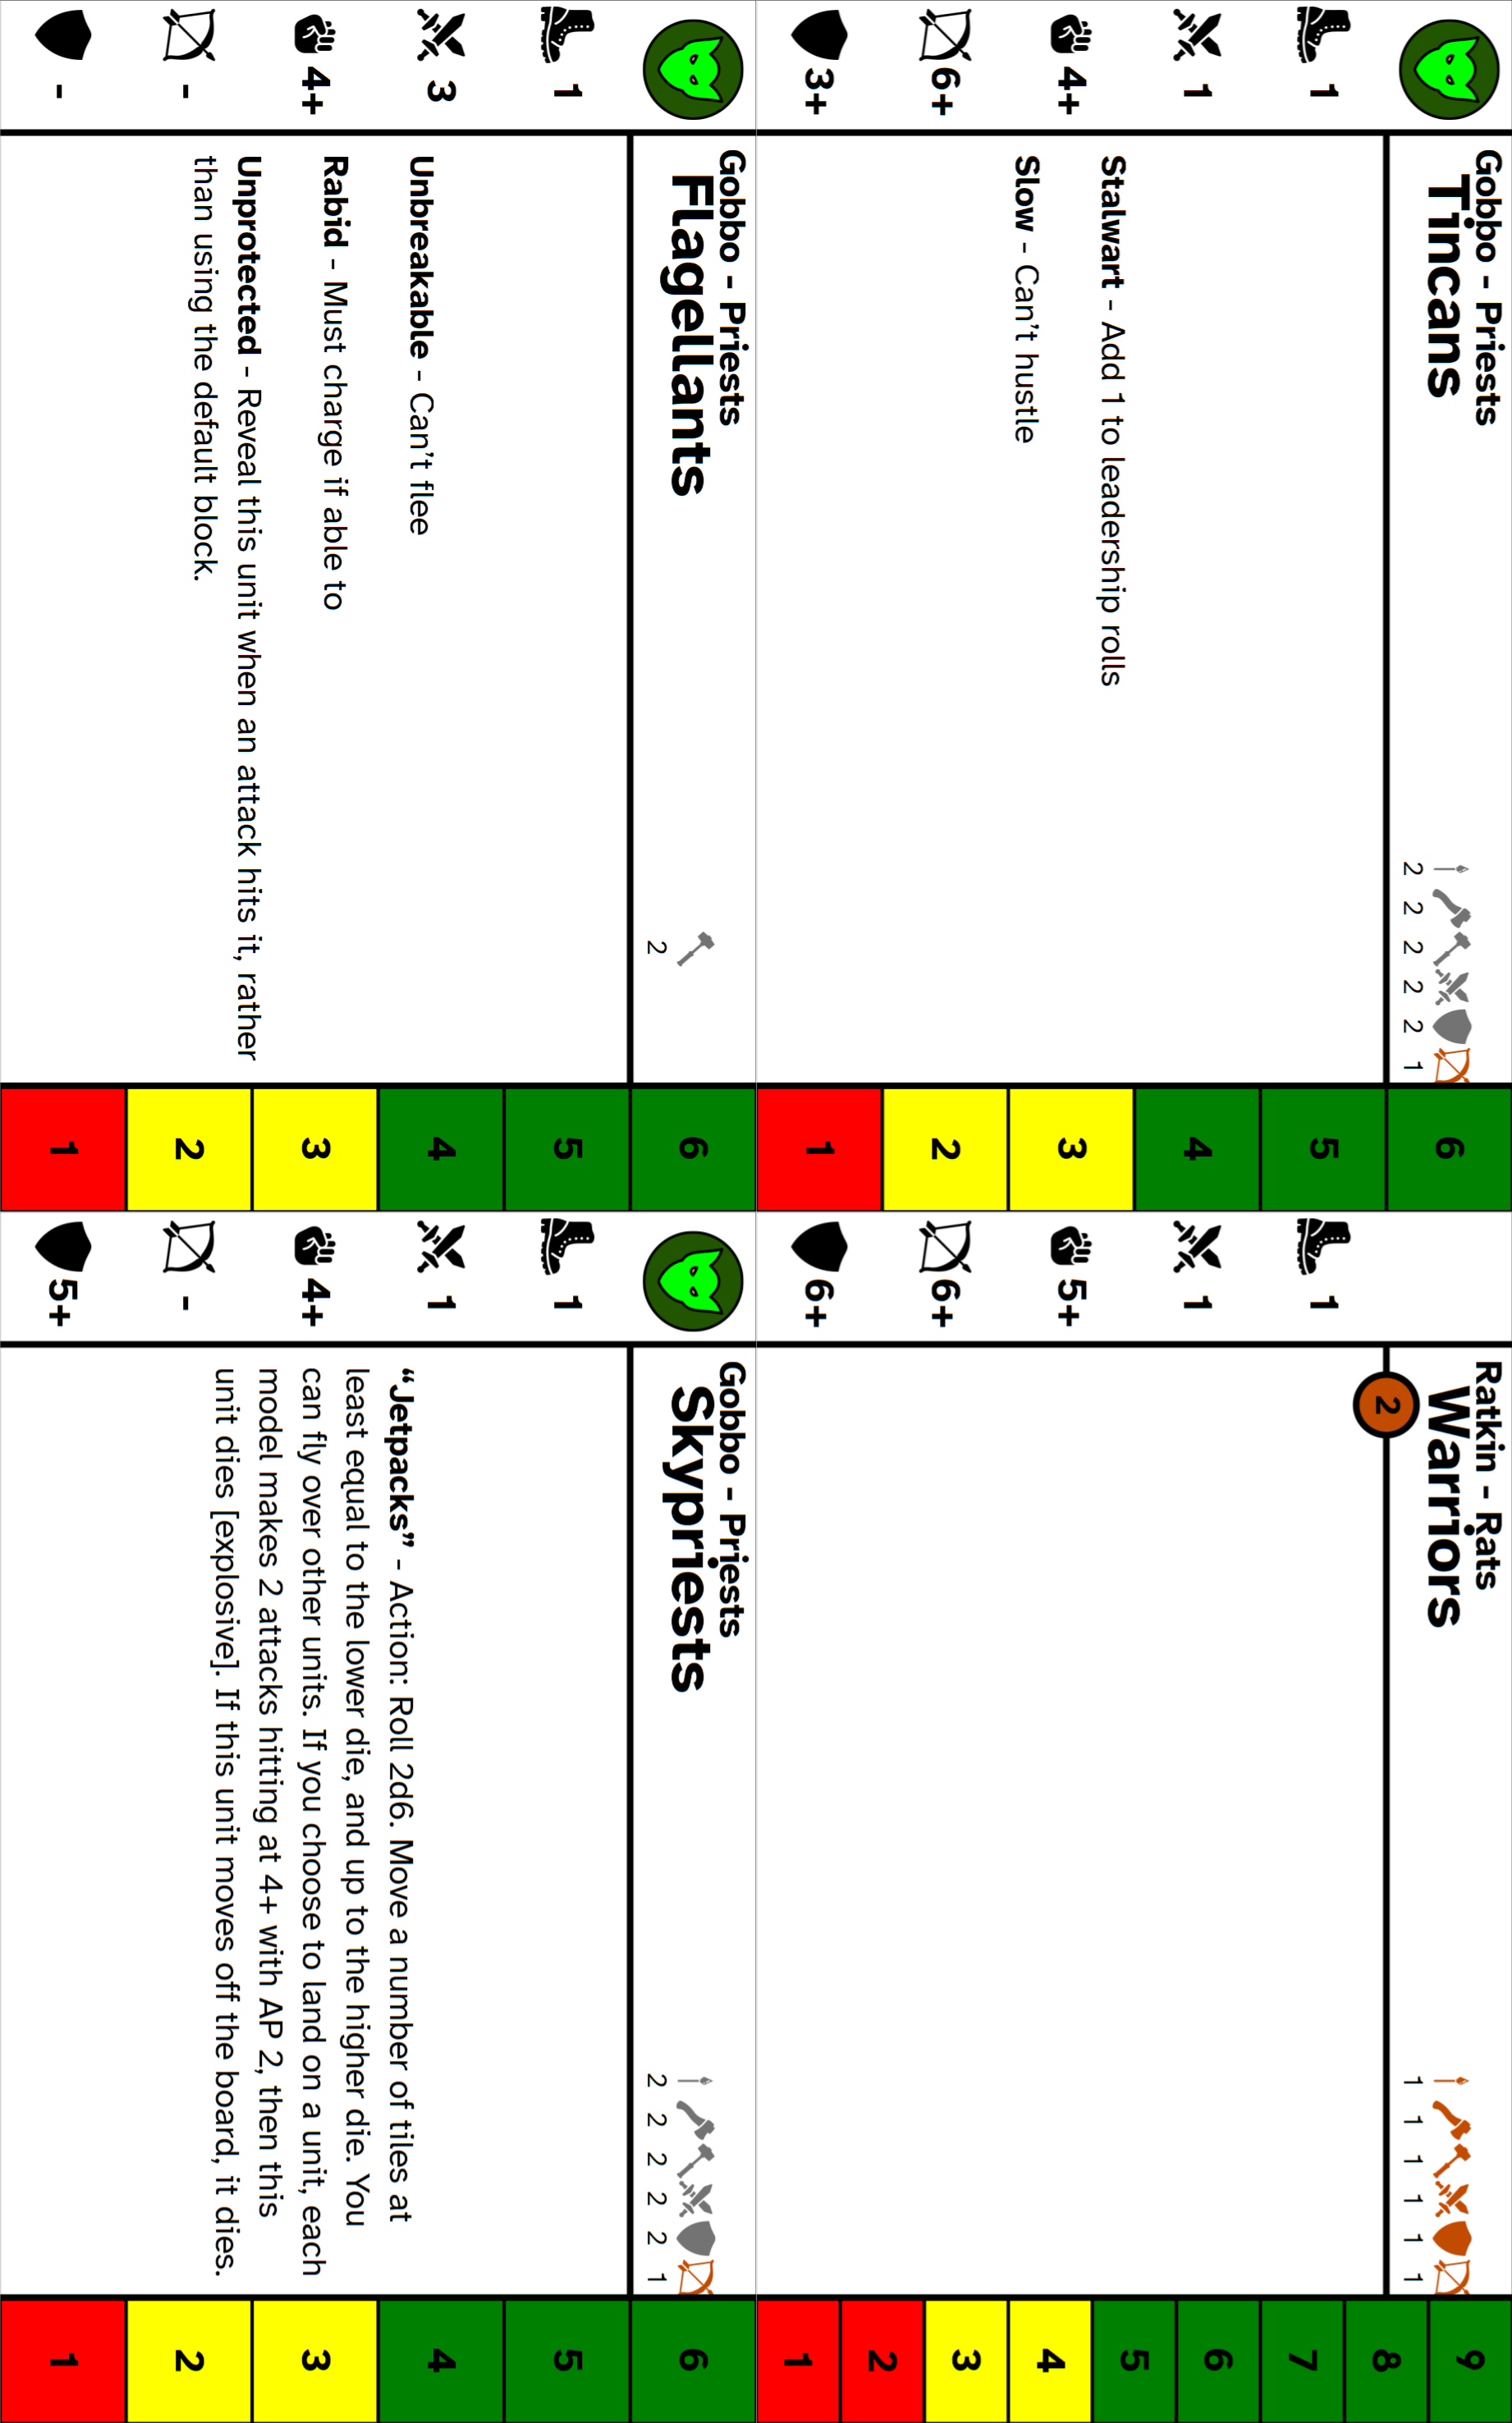 Gobbo - Priests
Tincans
2 2 2 2 2 1
1
1
4+
6+
3+
Stalwart - Add 1 to leadership rolls
Slow - Can't hustle
6
5
4
3
2
1
Ratkin - Rats
Warriors
2
1 1 1 1 1 1
1
1
5+
6+
6+
9
8
7
6
5
4
3
2
1
Gobbo - Priests
Flagellants
2
1
3
4+
-
-
Unbreakable - Can't flee
Rabid - Must charge if able to
Unprotected - Reveal this unit when an attack hits it, rather
than using the default block.
6
5
4
3
2
1
Gobbo - Priests
Skypriests
2 2 2 2 2 1
1
1
4+
-
5+
“Jetpacks” - Action: Roll 2d6. Move a number of tiles at
least equal to the lower die, and up to the higher die. You
can fly over other units. If you choose to land on a unit, each
model makes 2 attacks hitting at 4+ with AP 2, then this
unit dies [explosive]. If this unit moves off the board, it dies.
6
5
4
3
2
1